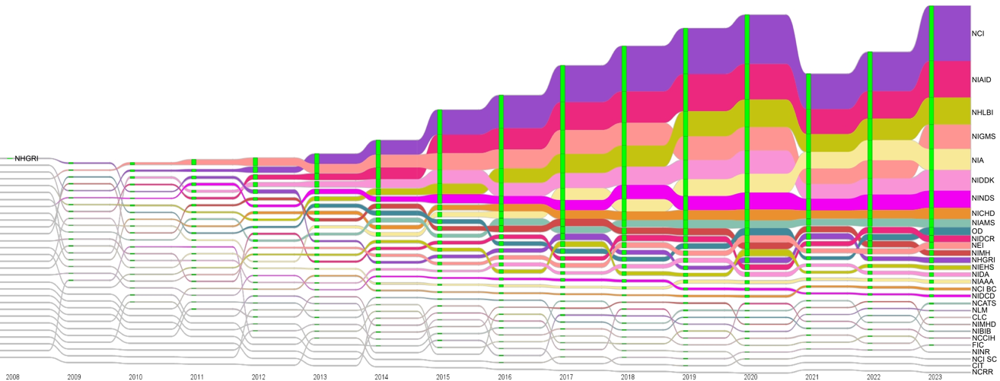 NHGRI
NCI
NIAID
NHLBI
NIGMS
NIA
NIDDK
NINDS
NICHD
NIAMS
OD
NIDCR
NEI
NIMH
NHGRI
NIEHS
NIDA
NIAAA
NCI BC
NIDCD
NCATS
NLM
CLC
NIMHD
NIBIB
NCCIH
FIC
NINR
NCI SC
CIT
NCRR
2008 2009 2010 2011 2012 2013 2014 2015 2016 2017 2018 2019 2020 2021 2022 2023